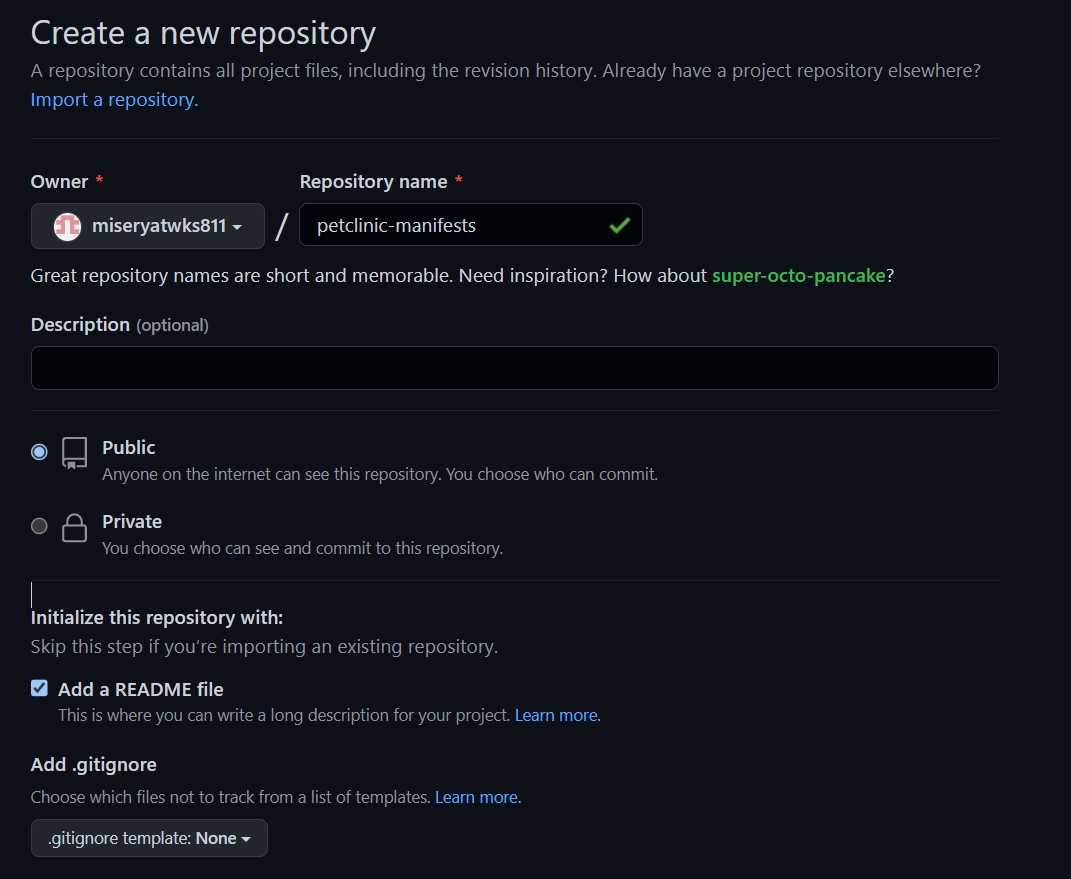 Create a new repository
A repository contains all project files, including the revision history. Already have a project repository elsewhere?
Import a repository.
Owner * Repository name *
miseryatwks811 / petclinic-manifests
Great repository names are short and memorable. Need inspiration? How about super-octo-pancake?
Description (optional)
Public
Anyone on the internet can see this repository. You choose who can commit.
Private
You choose who can see and commit to this repository.
Initialize this repository with:
Skip this step if you’re importing an existing repository.
Add a README file
This is where you can write a long description for your project. Learn more.
Add .gitignore
Choose which files not to track from a list of templates. Learn more.
.gitignore template: None